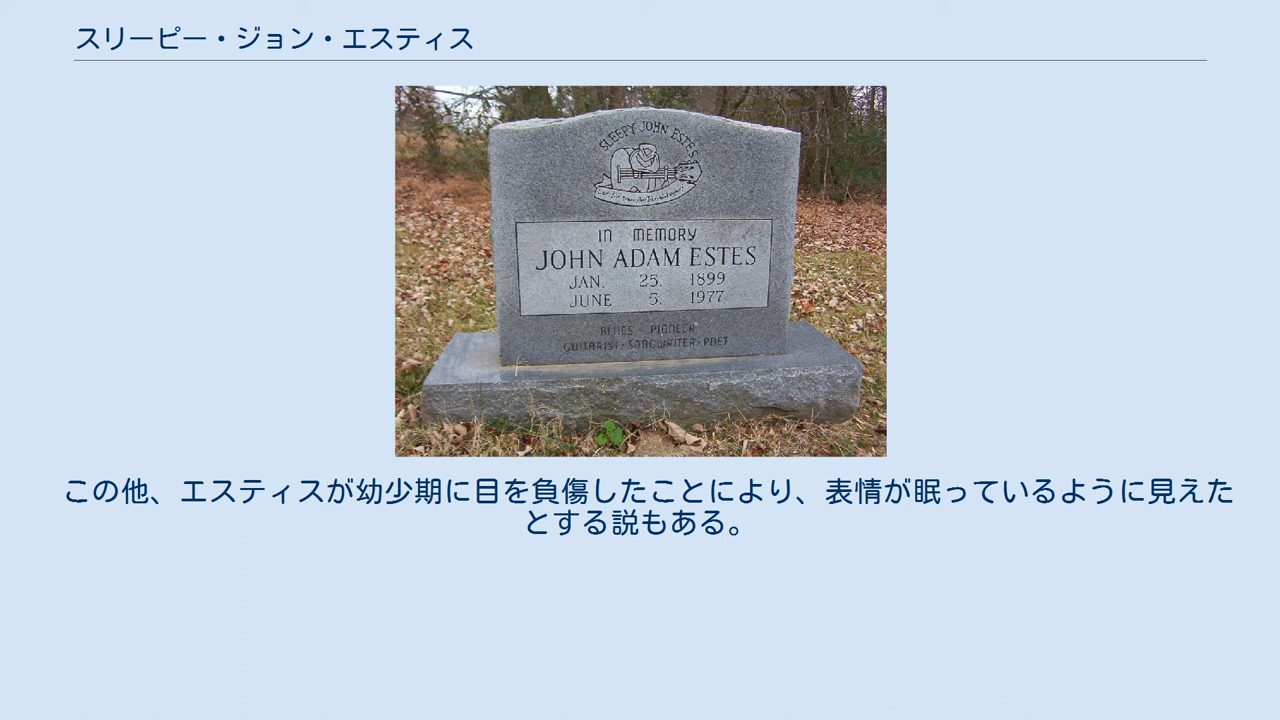 スリーピー・ジョン・エスティス
SLEEPY JOHN ESTES
IN MEMORY
JOHN ADAM ESTES
JAN. 25. 1899
JUNE 5. 1977
BLUES PIONEER
GUITARIST-SONGWRITER-POET
この他、エスティスが幼少期に目を負傷したことにより、表情が眠っているように見えた
とする説もある。